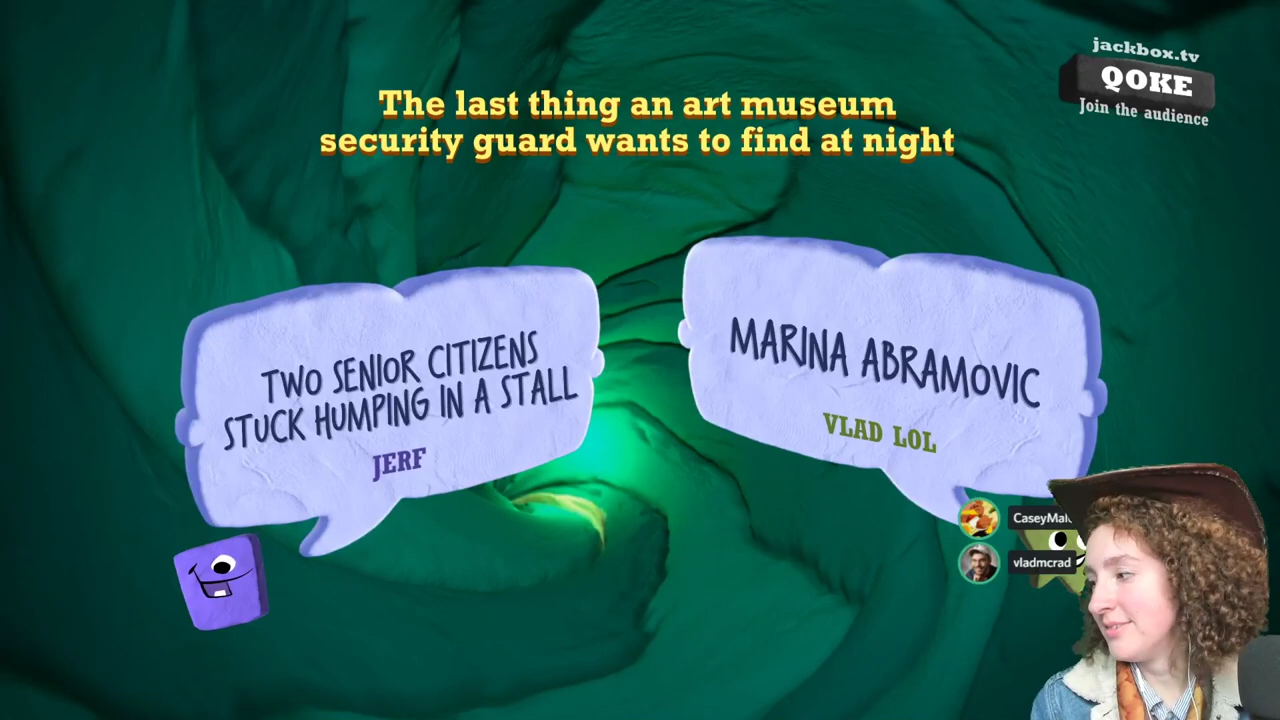 jackbox.tv
QOKE
Join the audience
The last thing an art museum
security guard wants to find at night
TWO SENIOR CITIZENS
STUCK HUMPING IN A STALL
JERF
MARINA ABRAMOVIC
VLAD LOL
vladmcrad